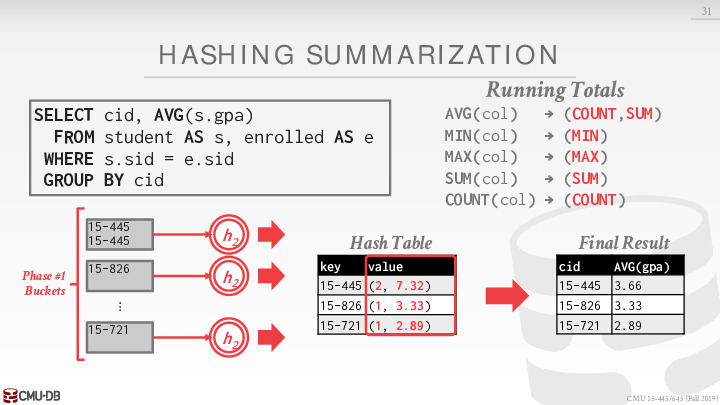 31
HASHING SUMMARIZATION
SELECT cid, AVG(s.gpa)
FROM student AS s, enrolled AS e
WHERE s.sid = e.sid
GROUP BY cid
Running Totals
AVG(col) → (COUNT,SUM)
MIN(col) → (MIN)
MAX(col) → (MAX)
SUM(col) → (SUM)
COUNT(col) → (COUNT)
Phase #1
Buckets
15-445
15-445
h2
15-826
h2
⋮
15-721
h2
Hash Table
key value
15-445 (2, 7.32)
15-826 (1, 3.33)
15-721 (1, 2.89)
Final Result
cid AVG(gpa)
15-445 3.66
15-826 3.33
15-721 2.89
CMU·DB
CMU 15-445/645 (Fall 2019)